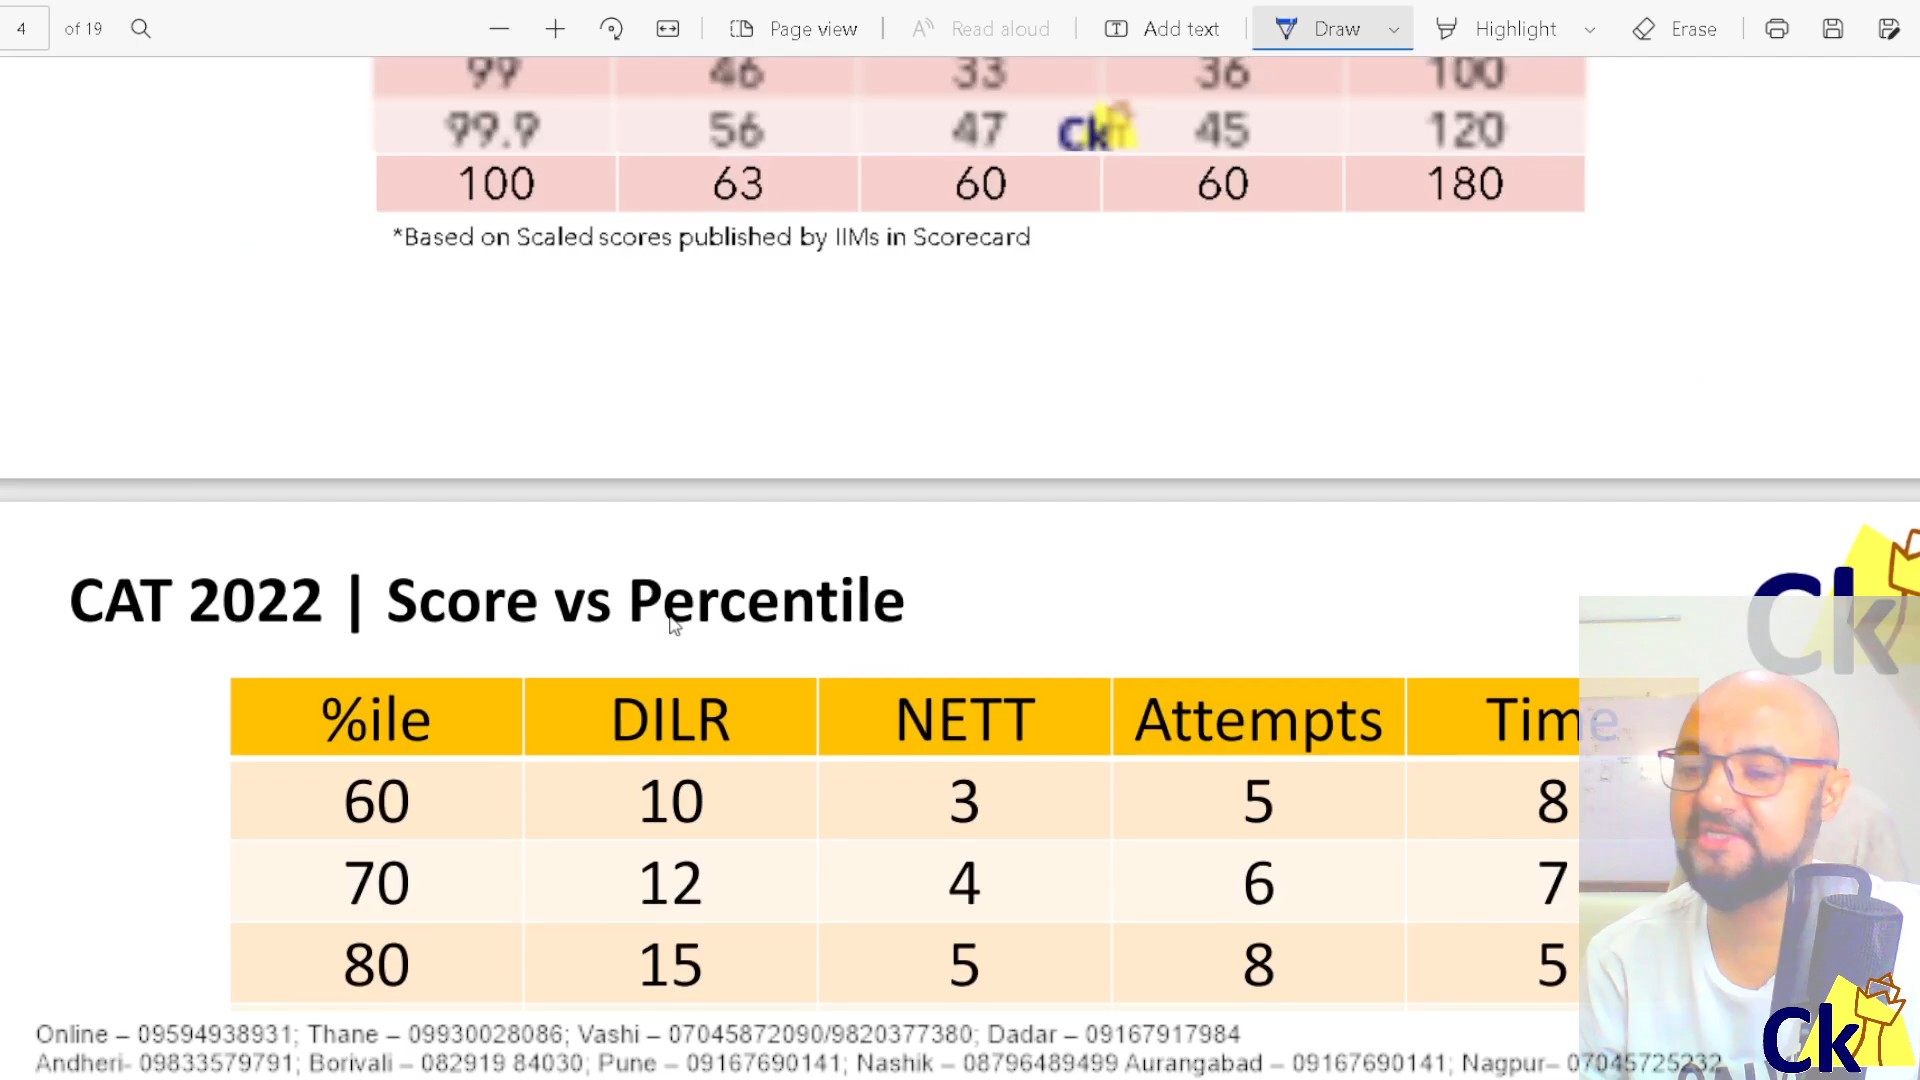 4 of 19 Page view Read aloud Add text Draw Highlight Erase
99 46 33 36 100
99.9 56 47 45 120
Ck
100 63 60 60 180
*Based on Scaled scores published by IIMs in Scorecard
CAT 2022 | Score vs Percentile
Ck
%ile DILR NETT Attempts Time
60 10 3 5 8
70 12 4 6 7
80 15 5 8 5
Online – 09594938931; Thane – 09930028086; Vashi – 07045872090/9820377380; Dadar – 09167917984
Andheri- 09833579791; Borivali – 082919 84030; Pune – 09167690141; Nashik – 08796489499 Aurangabad – 09167690141; Nagpur– 07045725232
Ck